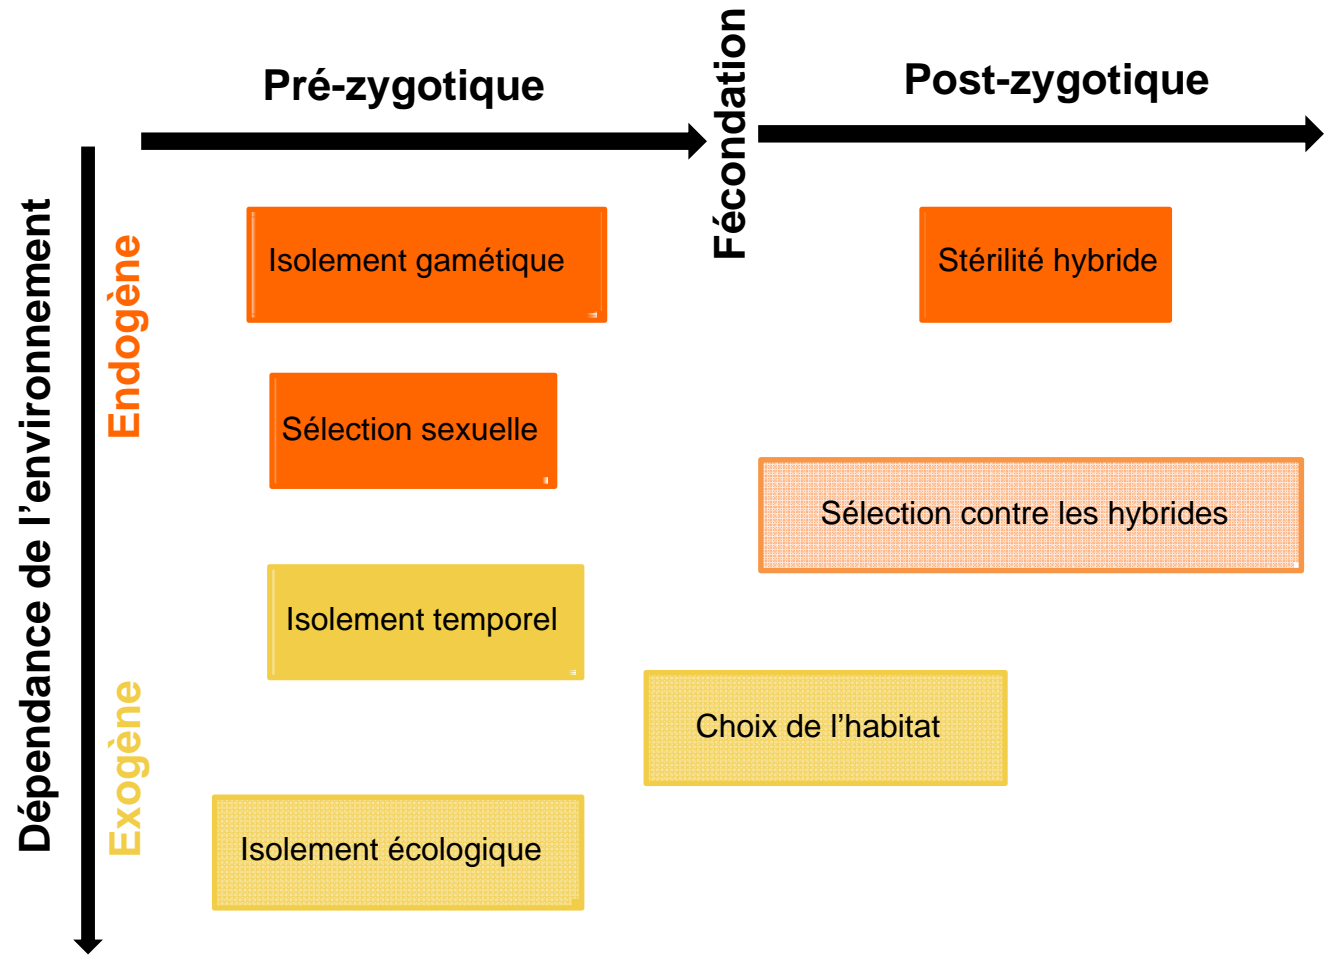 Pré-zygotique
Fécondation
Post-zygotique
Dépendance de l'environnement
Endogène
Isolement gamétique
Stérilité hybride
Sélection sexuelle
Sélection contre les hybrides
Isolement temporel
Exogène
Choix de l'habitat
Isolement écologique